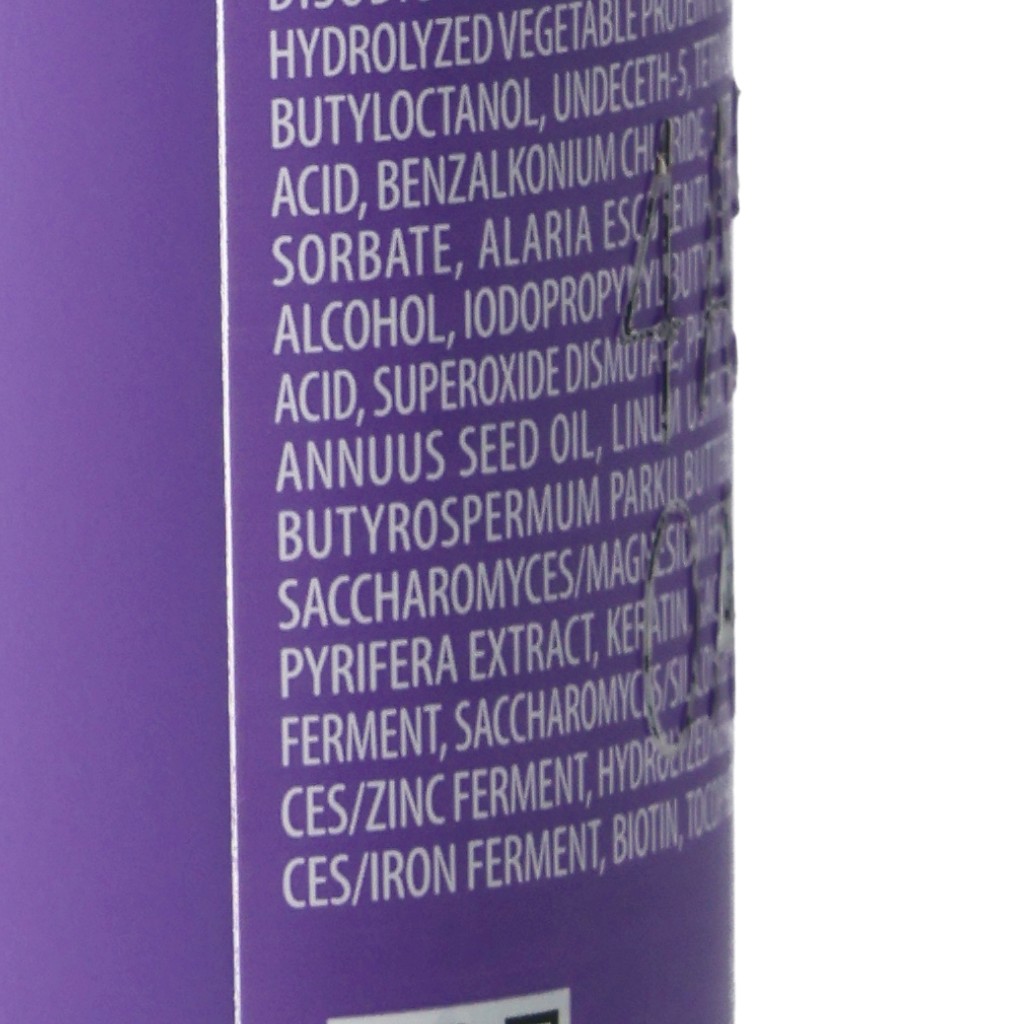 HYDROLYZED VEGETABLE PROTEIN
BUTYLOCTANOL, UNDECETH-5,
ACID, BENZALKONIUM CHLORIDE,
SORBATE, ALARIA ESCULENTA
ALCOHOL, IODOPROPYNYL
ACID, SUPEROXIDE DISMUTASE,
ANNUUS SEED OIL, LINUM
BUTYROSPERMUM PARKII BUTTER
SACCHAROMYCES/MAGNESIUM
PYRIFERA EXTRACT, KERATIN,
FERMENT, SACCHAROMYCES/
CES/ZINC FERMENT, HYDROLYZED
CES/IRON FERMENT, BIOTIN,